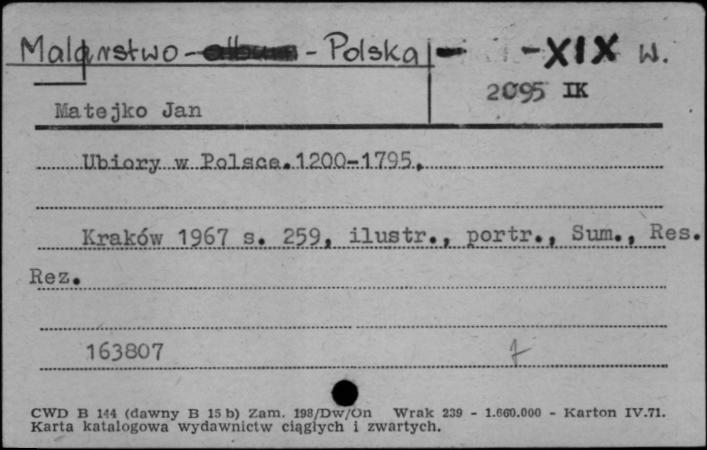 Malarstwo - album - Polska - - XIX w.
2095 IK
Matejko Jan
Ubiory w Polsce.1200-1795.
Kraków 1967 s. 259, ilustr., portr., Sum., Res.
Rez.
163807
CWD B 144 (dawny B 15 b) Zam. 198/Dw/On Wrak 239 - 1.660.000 - Karton IV.71.
Karta katalogowa wydawnictw ciągłych i zwartych.